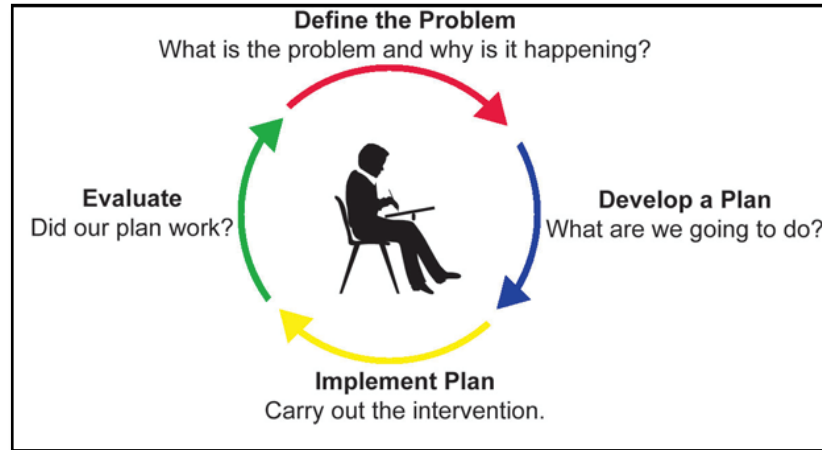 Define the Problem
What is the problem and why is it happening?
Develop a Plan
What are we going to do?
Implement Plan
Carry out the intervention.
Evaluate
Did our plan work?